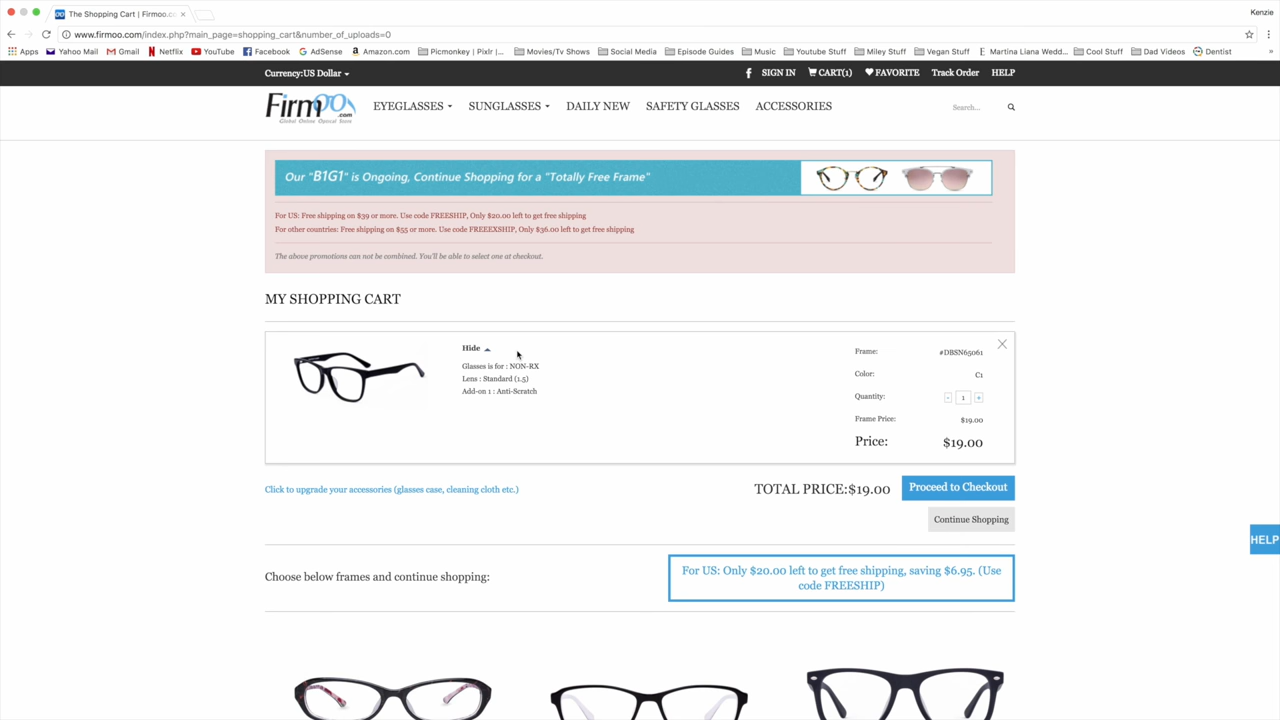 The Shopping Cart | Firmoo.c...
Kenzie
www.firmoo.com/index.php?main_page=shopping_cart&number_of_uploads=0
Apps Yahoo Mail Gmail Netflix YouTube Facebook AdSense Amazon.com Picmonkey | Pixlr |... Movies/Tv Shows Social Media Episode Guides Music Youtube Stuff Miley Stuff Vegan Stuff Martina Liana Wedd... Cool Stuff Dad Videos Dentist »
Currency:US Dollar
SIGN IN CART(1) FAVORITE Track Order HELP
Firmoo.com
Global Online Optical Store
EYEGLASSES SUNGLASSES DAILY NEW SAFETY GLASSES ACCESSORIES
Search...
Our "B1G1" is Ongoing, Continue Shopping for a "Totally Free Frame"
For US: Free shipping on $39 or more. Use code FREESHIP, Only $20.00 left to get free shipping
For other countries: Free shipping on $55 or more. Use code FREEEXSHIP, Only $36.00 left to get free shipping
The above promotions can not be combined. You'll be able to select one at checkout.
MY SHOPPING CART
Hide
Glasses is for : NON-RX
Lens : Standard (1.5)
Add-on 1 : Anti-Scratch
Frame: #DBSN65061
Color: C1
Quantity: - 1 +
Frame Price: $19.00
Price: $19.00
Click to upgrade your accessories (glasses case, cleaning cloth etc.)
TOTAL PRICE:$19.00
Proceed to Checkout
Continue Shopping
HELP
Choose below frames and continue shopping:
For US: Only $20.00 left to get free shipping, saving $6.95. (Use
code FREESHIP)